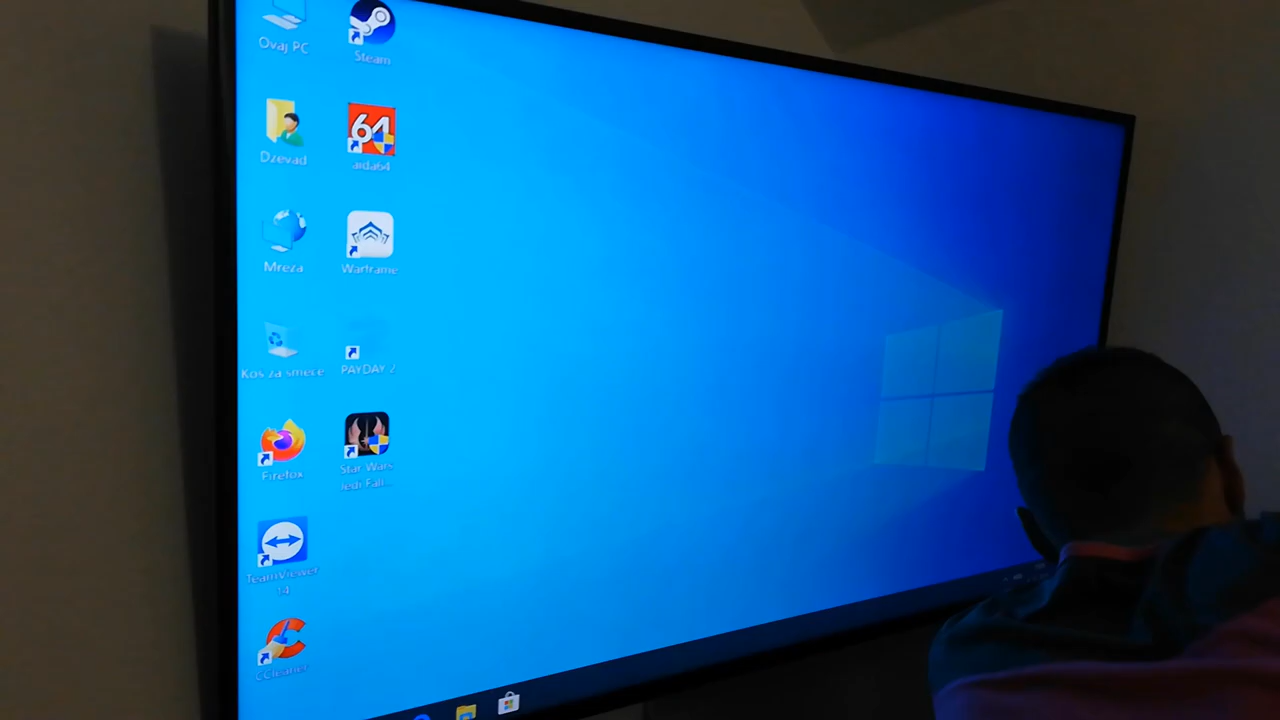 Ovaj PC
Steam
Dzevad
64
aida64
Mreza
Warframe
Kos za smece
PAYDAY 2
Firefox
Star Wars
Jedi Fall...
TeamViewer
14
CCleaner